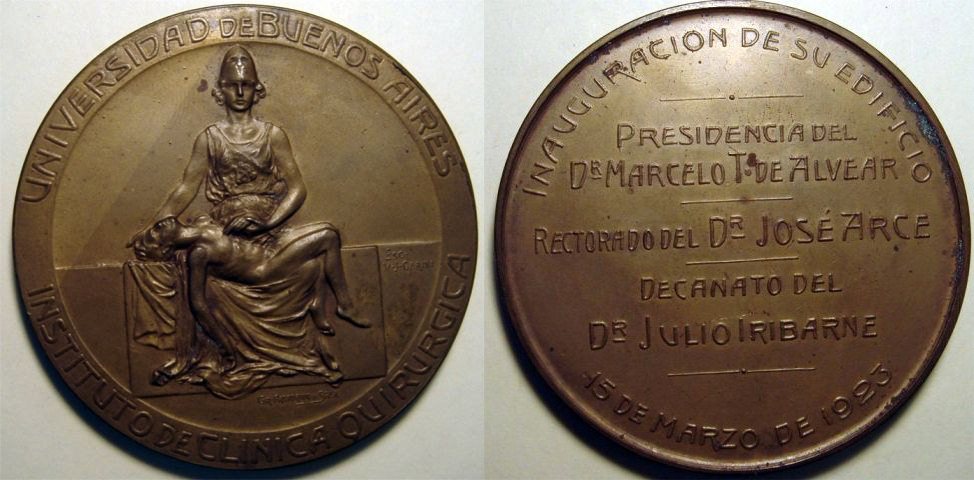 UNIVERSIDAD DE BUENOS AIRES
INSTITUTO DE CLINICA QUIRURGICA
INAUGURACION DE SU EDIFICIO
PRESIDENCIA DEL
DR MARCELO T. DE ALVEAR
RECTORADO DEL DR JOSÉ ARCE
DECANATO DEL
DR JULIO IRIBARNE
15 DE MARZO DE 1923